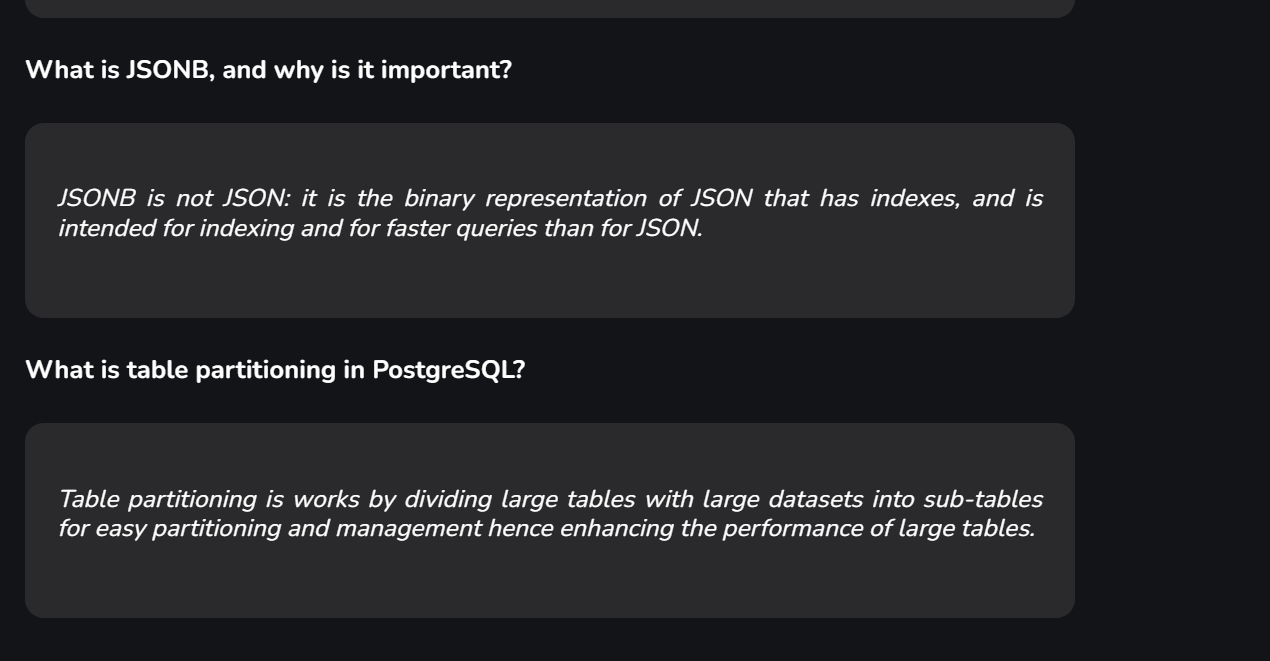 What is JSONB, and why is it important?
JSONB is not JSON: it is the binary representation of JSON that has indexes, and is
intended for indexing and for faster queries than for JSON.
What is table partitioning in PostgreSQL?
Table partitioning is works by dividing large tables with large datasets into sub-tables
for easy partitioning and management hence enhancing the performance of large tables.